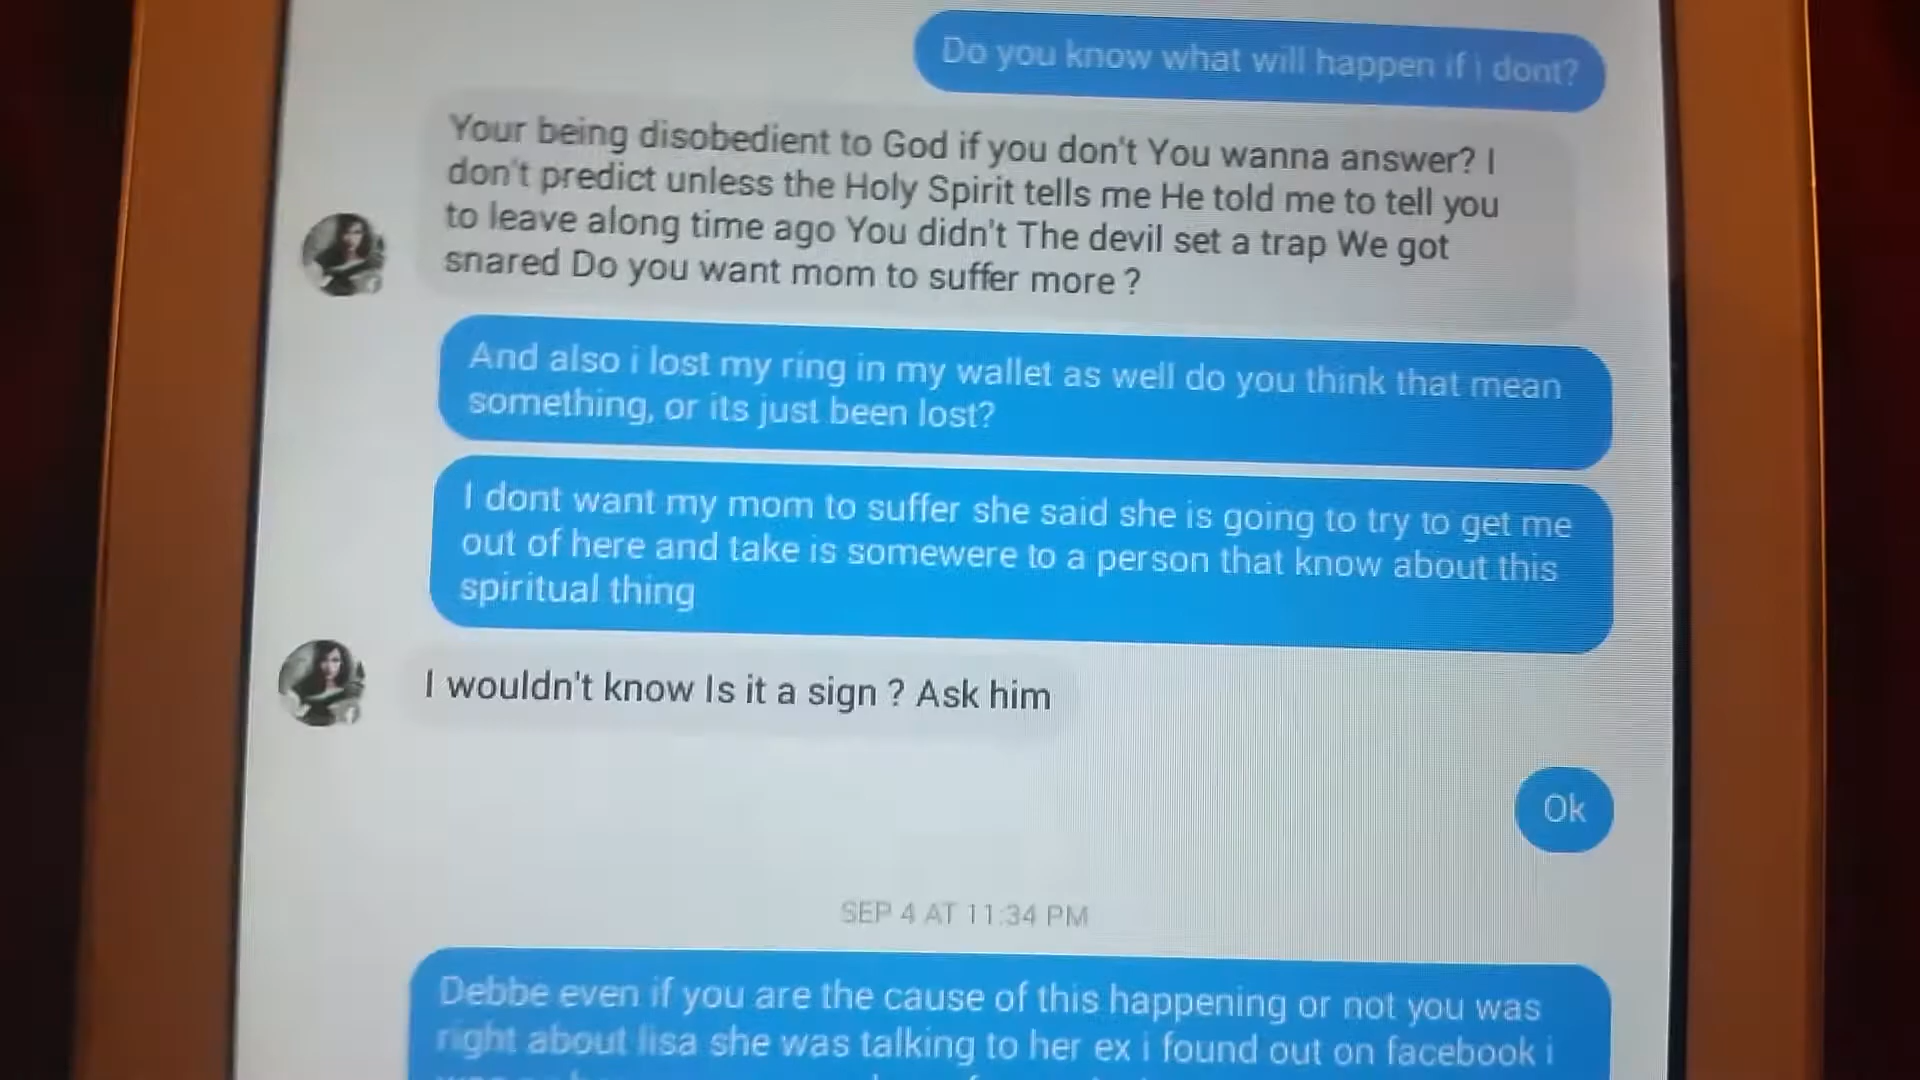 Do you know what will happen if i dont?
Your being disobedient to God if you don't You wanna answer? I
don't predict unless the Holy Spirit tells me He told me to tell you
to leave along time ago You didn't The devil set a trap We got
snared Do you want mom to suffer more ?
And also i lost my ring in my wallet as well do you think that mean
something, or its just been lost?
I dont want my mom to suffer she said she is going to try to get me
out of here and take is somewere to a person that know about this
spiritual thing
I wouldn't know Is it a sign ? Ask him
Ok
SEP 4 AT 11:34 PM
Debbe even if you are the cause of this happening or not you was
right about lisa she was talking to her ex i found out on facebook i